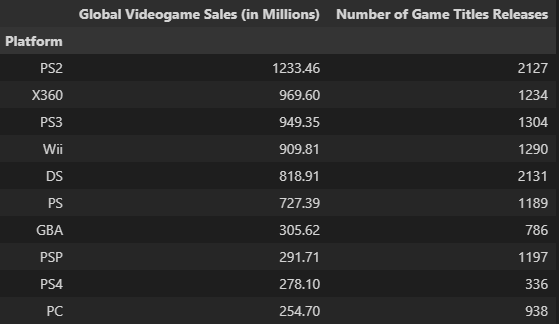 Global Videogame Sales (in Millions) Number of Game Titles Releases
Platform
PS2 1233.46 2127
X360 969.60 1234
PS3 949.35 1304
Wii 909.81 1290
DS 818.91 2131
PS 727.39 1189
GBA 305.62 786
PSP 291.71 1197
PS4 278.10 336
PC 254.70 938